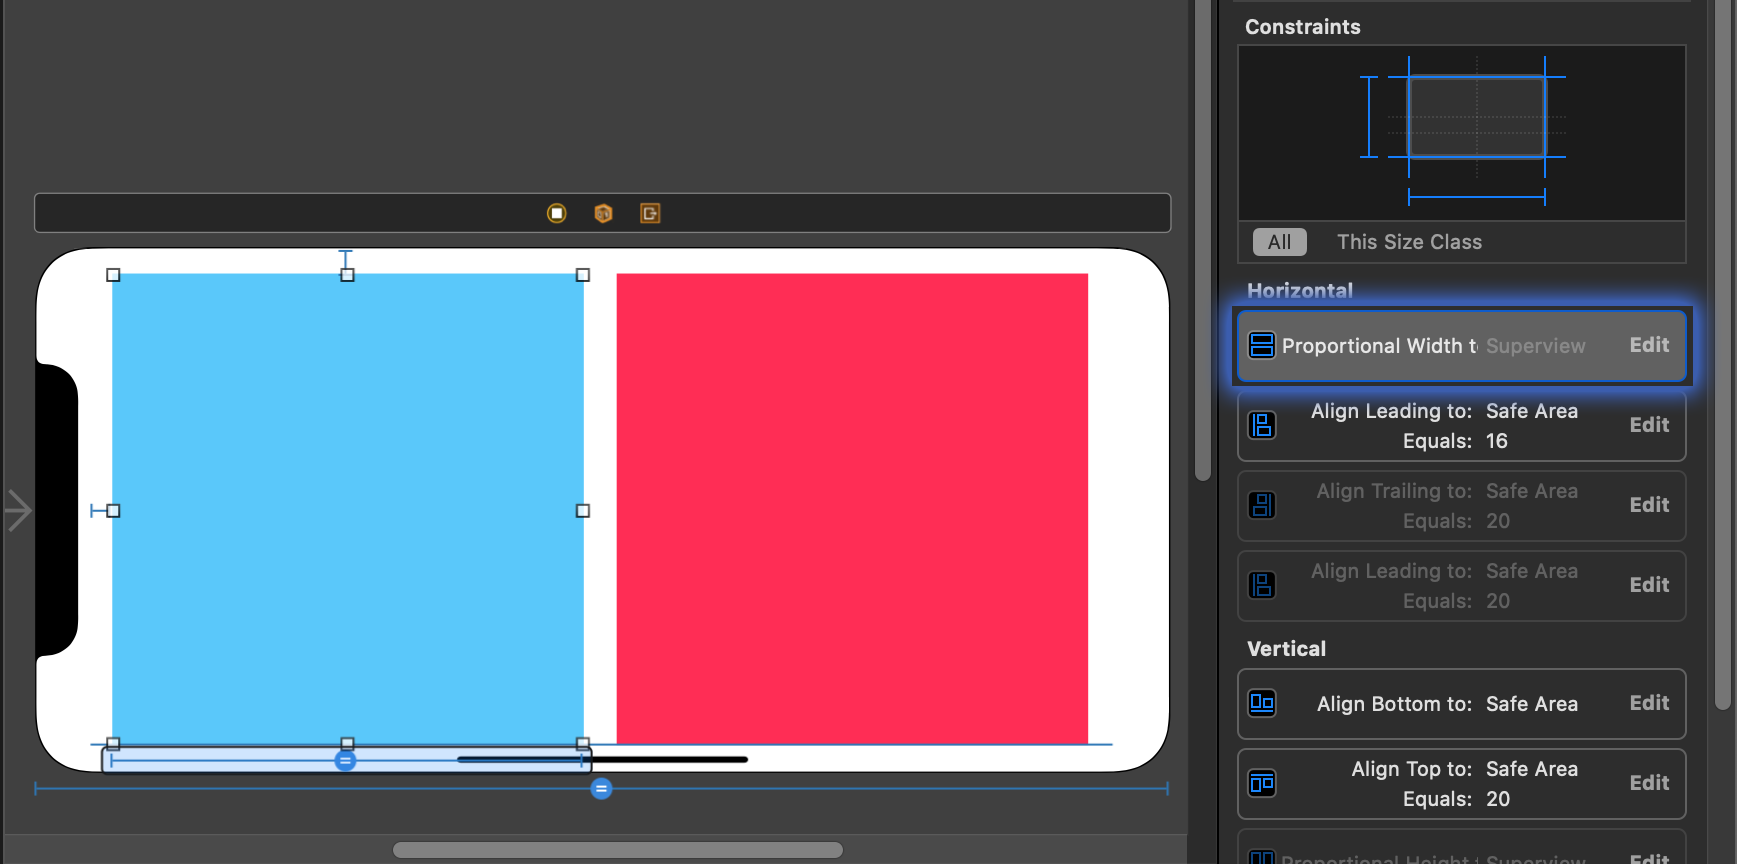 Constraints
All This Size Class
Horizontal
Proportional Width t Superview Edit
Align Leading to: Safe Area Edit
Equals: 16
Align Trailing to: Safe Area Edit
Equals: 20
Align Leading to: Safe Area Edit
Equals: 20
Vertical
Align Bottom to: Safe Area Edit
Align Top to: Safe Area Edit
Equals: 20
Proportional Height Superview Edit